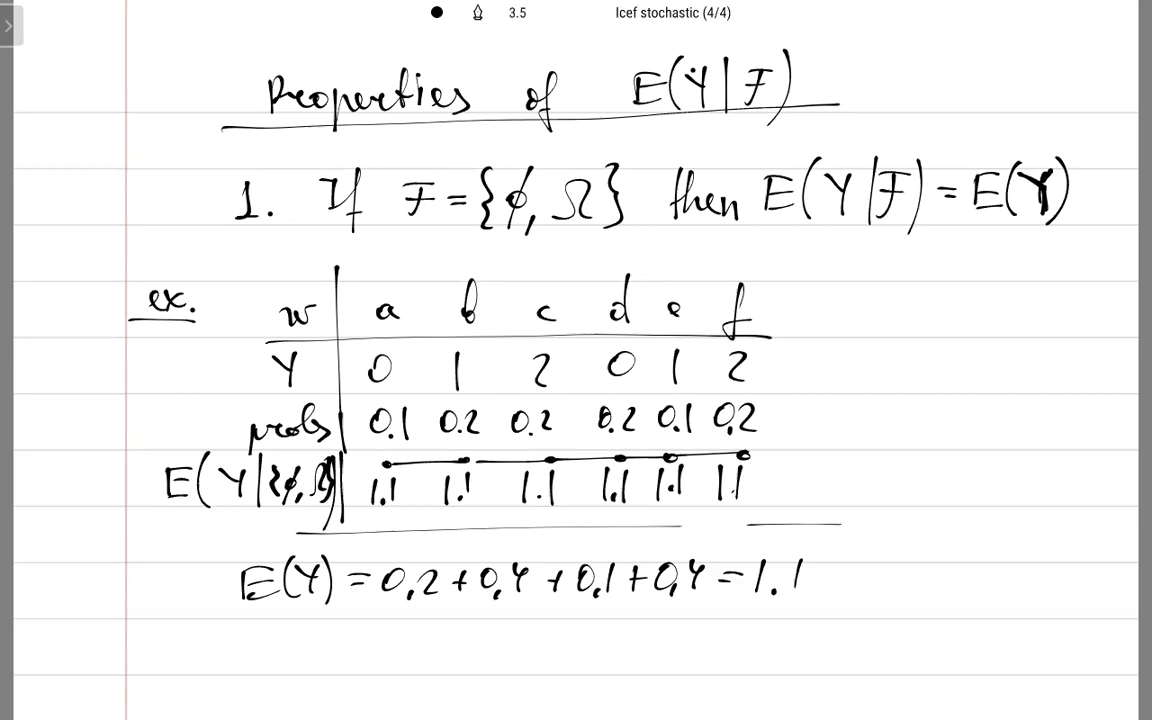 3.5 Icef stochastic (4/4)
Properties of E(Y|F)
1. If F = {ϕ, Ω} then E(Y|F) = E(Y)
ex. w a b c d e f
Y 0 1 2 0 1 2
probs 0.1 0.2 0.2 0.2 0.1 0.2
E(Y|{ϕ, Ω}) 1.1 1.1 1.1 1.1 1.1 1.1
E(Y) = 0,2 + 0,4 + 0,1 + 0,4 = 1.1